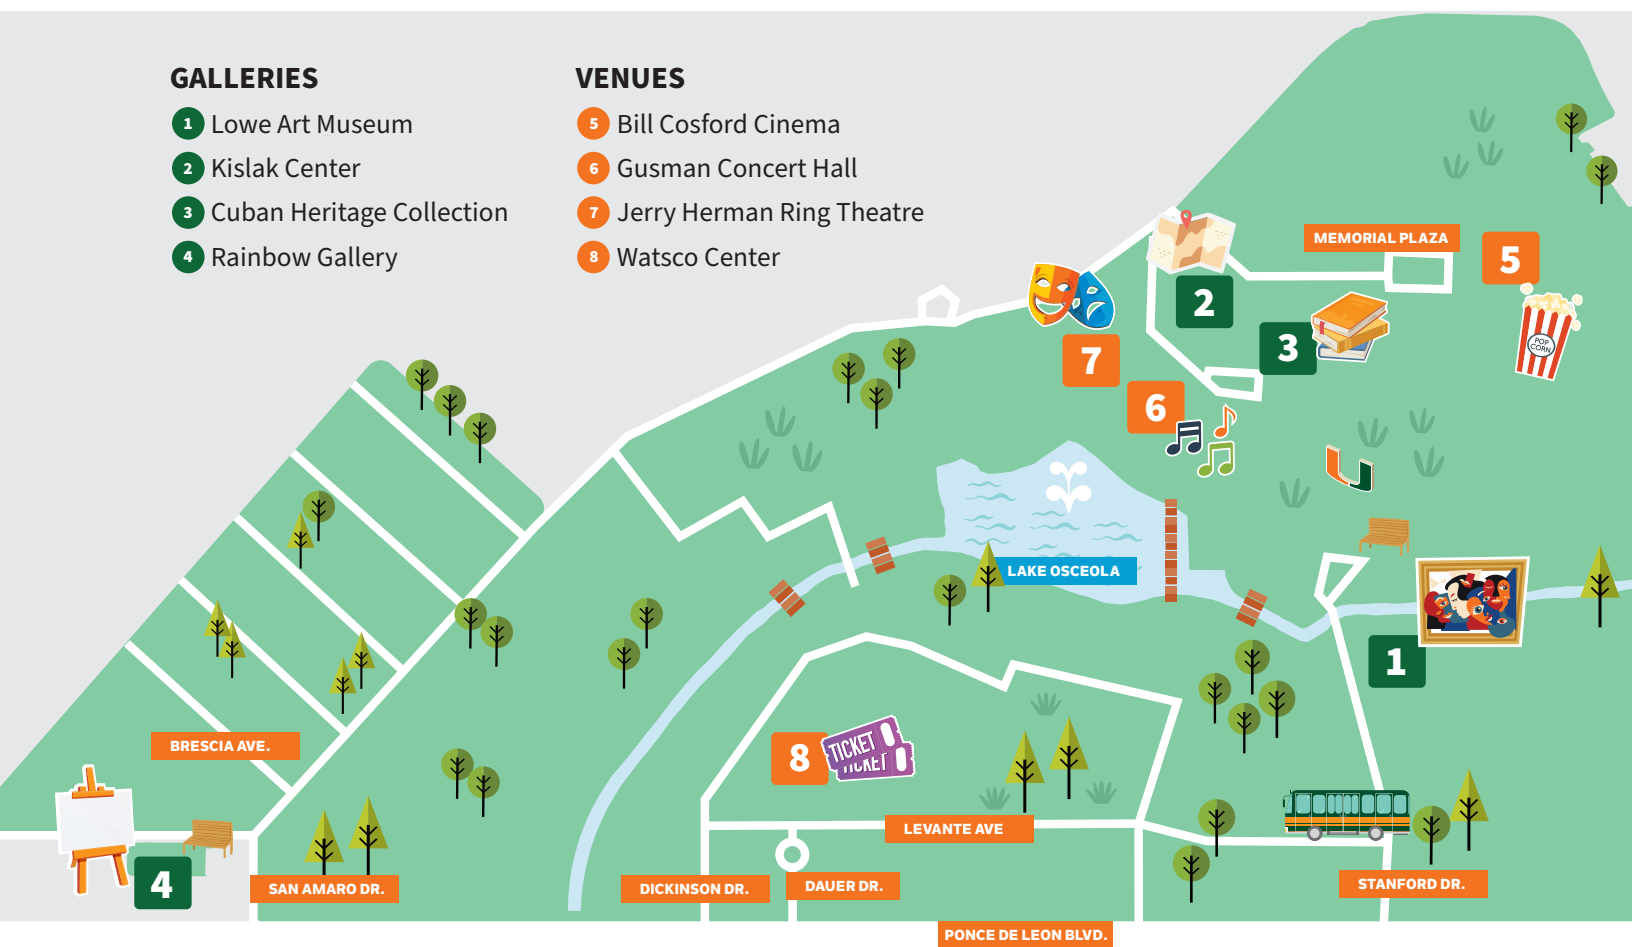 GALLERIES
1 Lowe Art Museum
2 Kislak Center
3 Cuban Heritage Collection
4 Rainbow Gallery
VENUES
5 Bill Cosford Cinema
6 Gusman Concert Hall
7 Jerry Herman Ring Theatre
8 Watsco Center
MEMORIAL PLAZA
5
2
3
POP
CORN
7
6
U
LAKE OSCEOLA
1
8
TICKET
TICKET
BRESCIA AVE.
LEVANTE AVE
4
SAN AMARO DR.
DICKINSON DR.
DAUER DR.
STANFORD DR.
PONCE DE LEON BLVD.